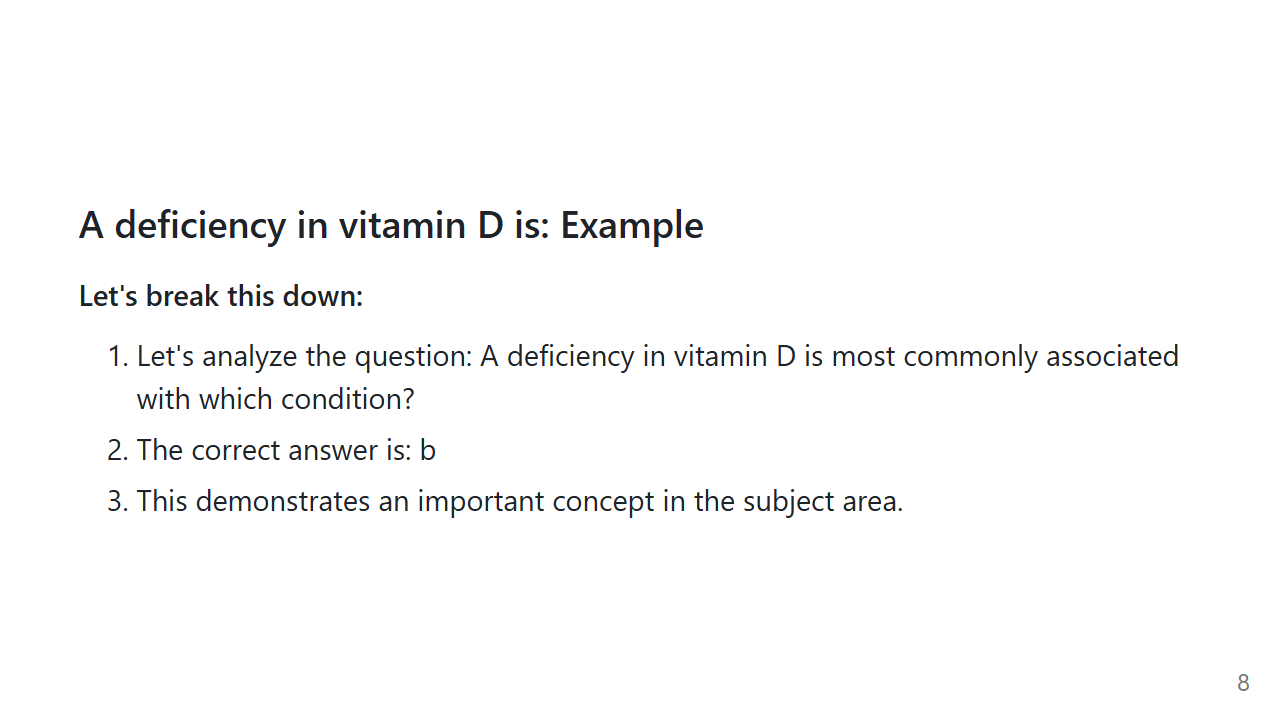 A deficiency in vitamin D is: Example
Let's break this down:
1. Let's analyze the question: A deficiency in vitamin D is most commonly associated
with which condition?
2. The correct answer is: b
3. This demonstrates an important concept in the subject area.
8